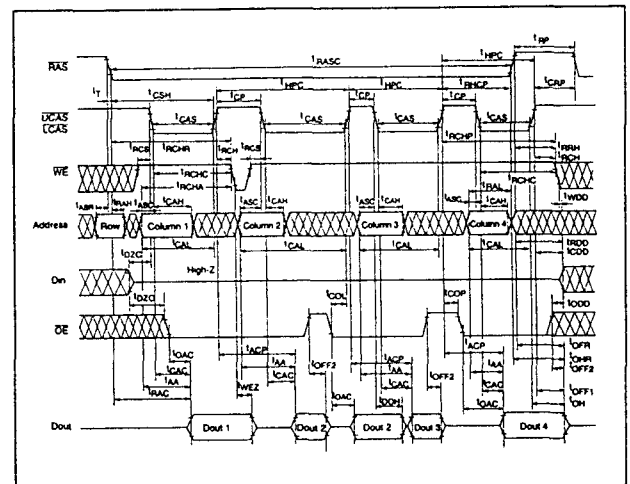 tRP
tHPC
tRASC
RAS
tT
tCSH
tHPC
tHPC
tRHCP
tCRP
tCP
tCP
tCP
UCAS
LCAS
tCAS
tCAS
tCAS
tCAS
tRCS
tRCHR
tRCH
tRCS
tRCHP
tRRH
tRCH
WE
tRCHC
tRCHA
tRCHC
tRAL
tWDD
tASR
tRAH
tASC
tCAH
tASC
tCAH
tASC
tCAH
tASC
tCAH
Address
Row
Column 1
Column 2
Column 3
Column 4
tCAL
tCAL
tCAL
tCAL
tRDD
tCDD
tDZC
Din
High-Z
tDZO
tCOL
tCOP
tODD
OE
tOAC
tCAC
tAA
tRAC
tACP
tAA
tCAC
tWEZ
tOFF2
tOAC
tACP
tAA
tCAC
tDOH
tOFF2
tACP
tAA
tCAC
tOAC
tOFR
tOHR
tOFF2
tOFF1
tOH
Dout
Dout 1
Dout 2
Dout 2
Dout 3
Dout 4